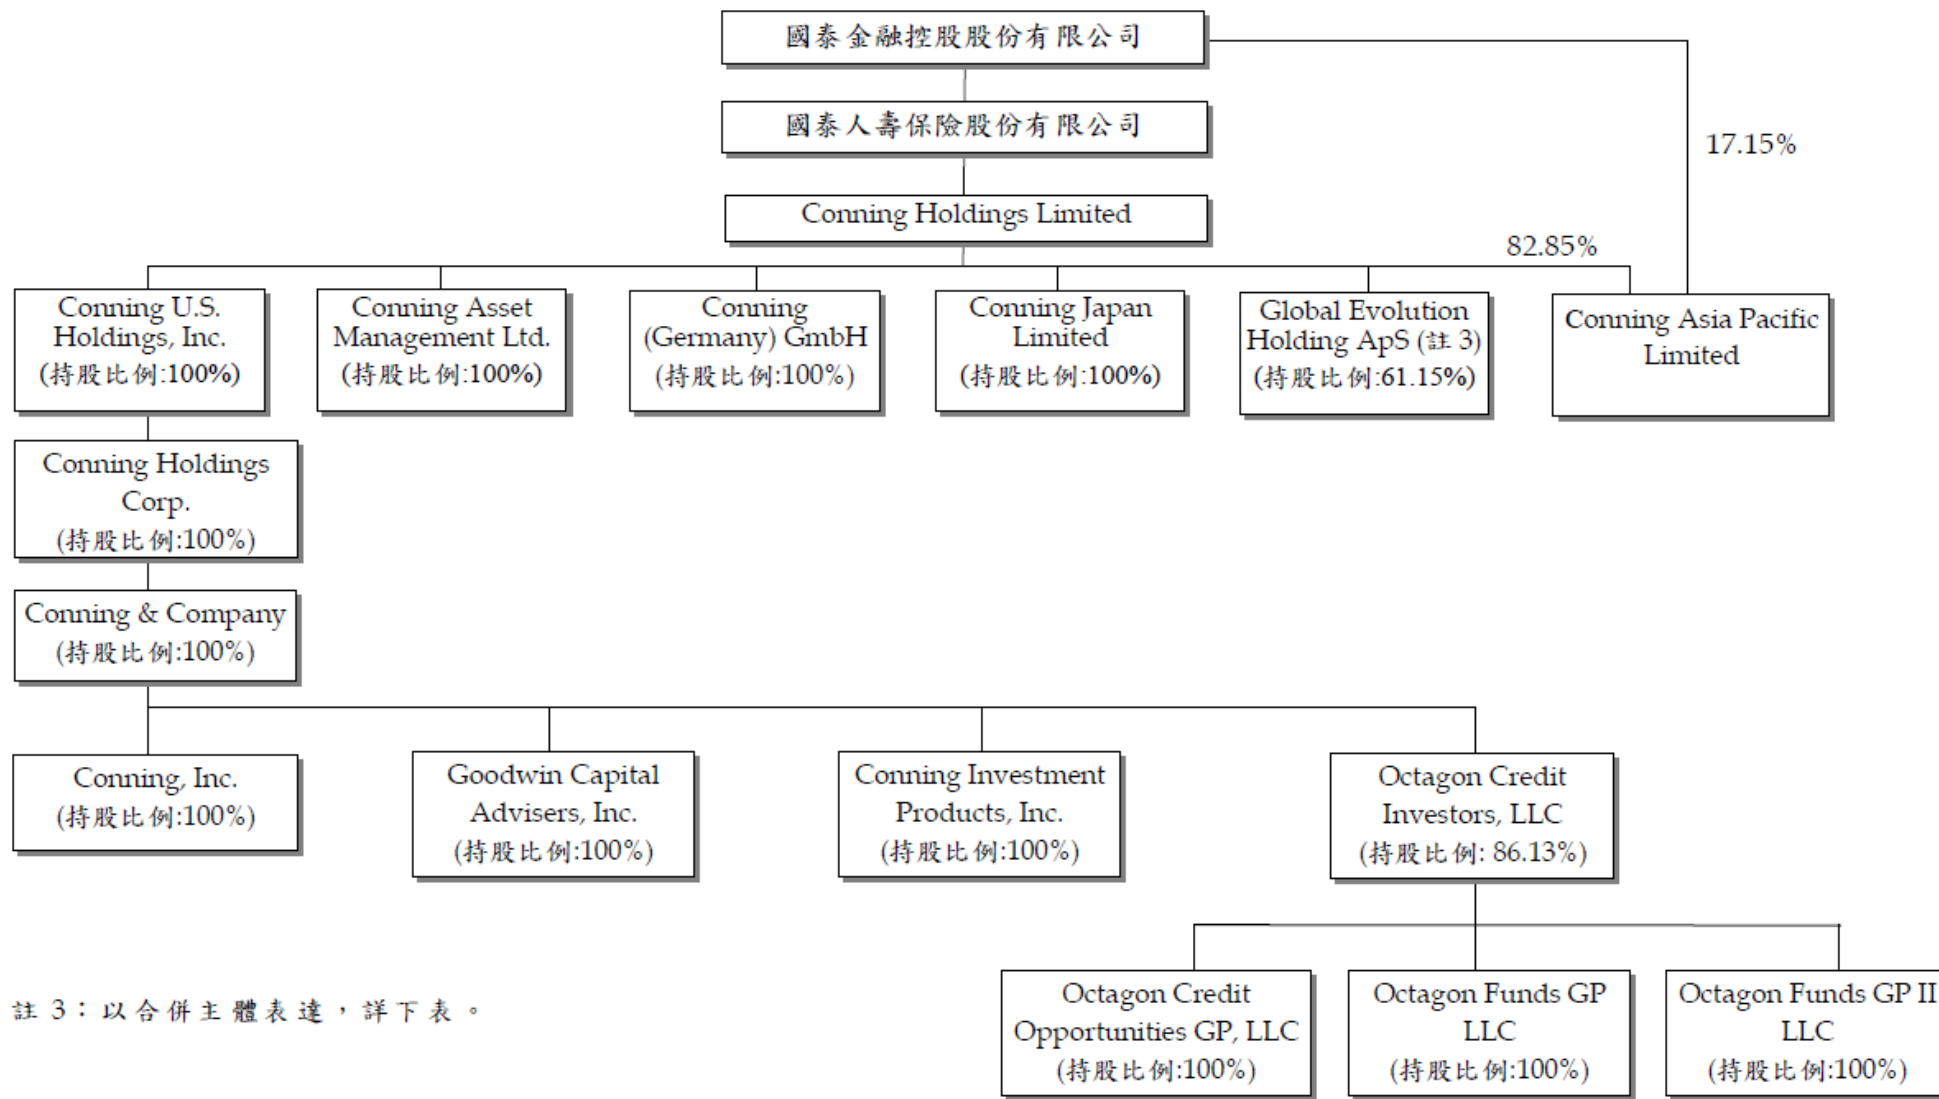 國泰金融控股股份有限公司
國泰人壽保險股份有限公司
17.15%
Conning Holdings Limited
82.85%
Conning U.S.
Holdings, Inc.
(持股比例:100%)
Conning Asset
Management Ltd.
(持股比例:100%)
Conning
(Germany) GmbH
(持股比例:100%)
Conning Japan
Limited
(持股比例:100%)
Global Evolution
Holding ApS (註 3)
(持股比例:61.15%)
Conning Asia Pacific
Limited
Conning Holdings
Corp.
(持股比例:100%)
Conning & Company
(持股比例:100%)
Conning, Inc.
(持股比例:100%)
Goodwin Capital
Advisers, Inc.
(持股比例:100%)
Conning Investment
Products, Inc.
(持股比例:100%)
Octagon Credit
Investors, LLC
(持股比例: 86.13%)
Octagon Credit
Opportunities GP, LLC
(持股比例:100%)
Octagon Funds GP
LLC
(持股比例:100%)
Octagon Funds GP II
LLC
(持股比例:100%)
註 3：以合併主體表達，詳下表。